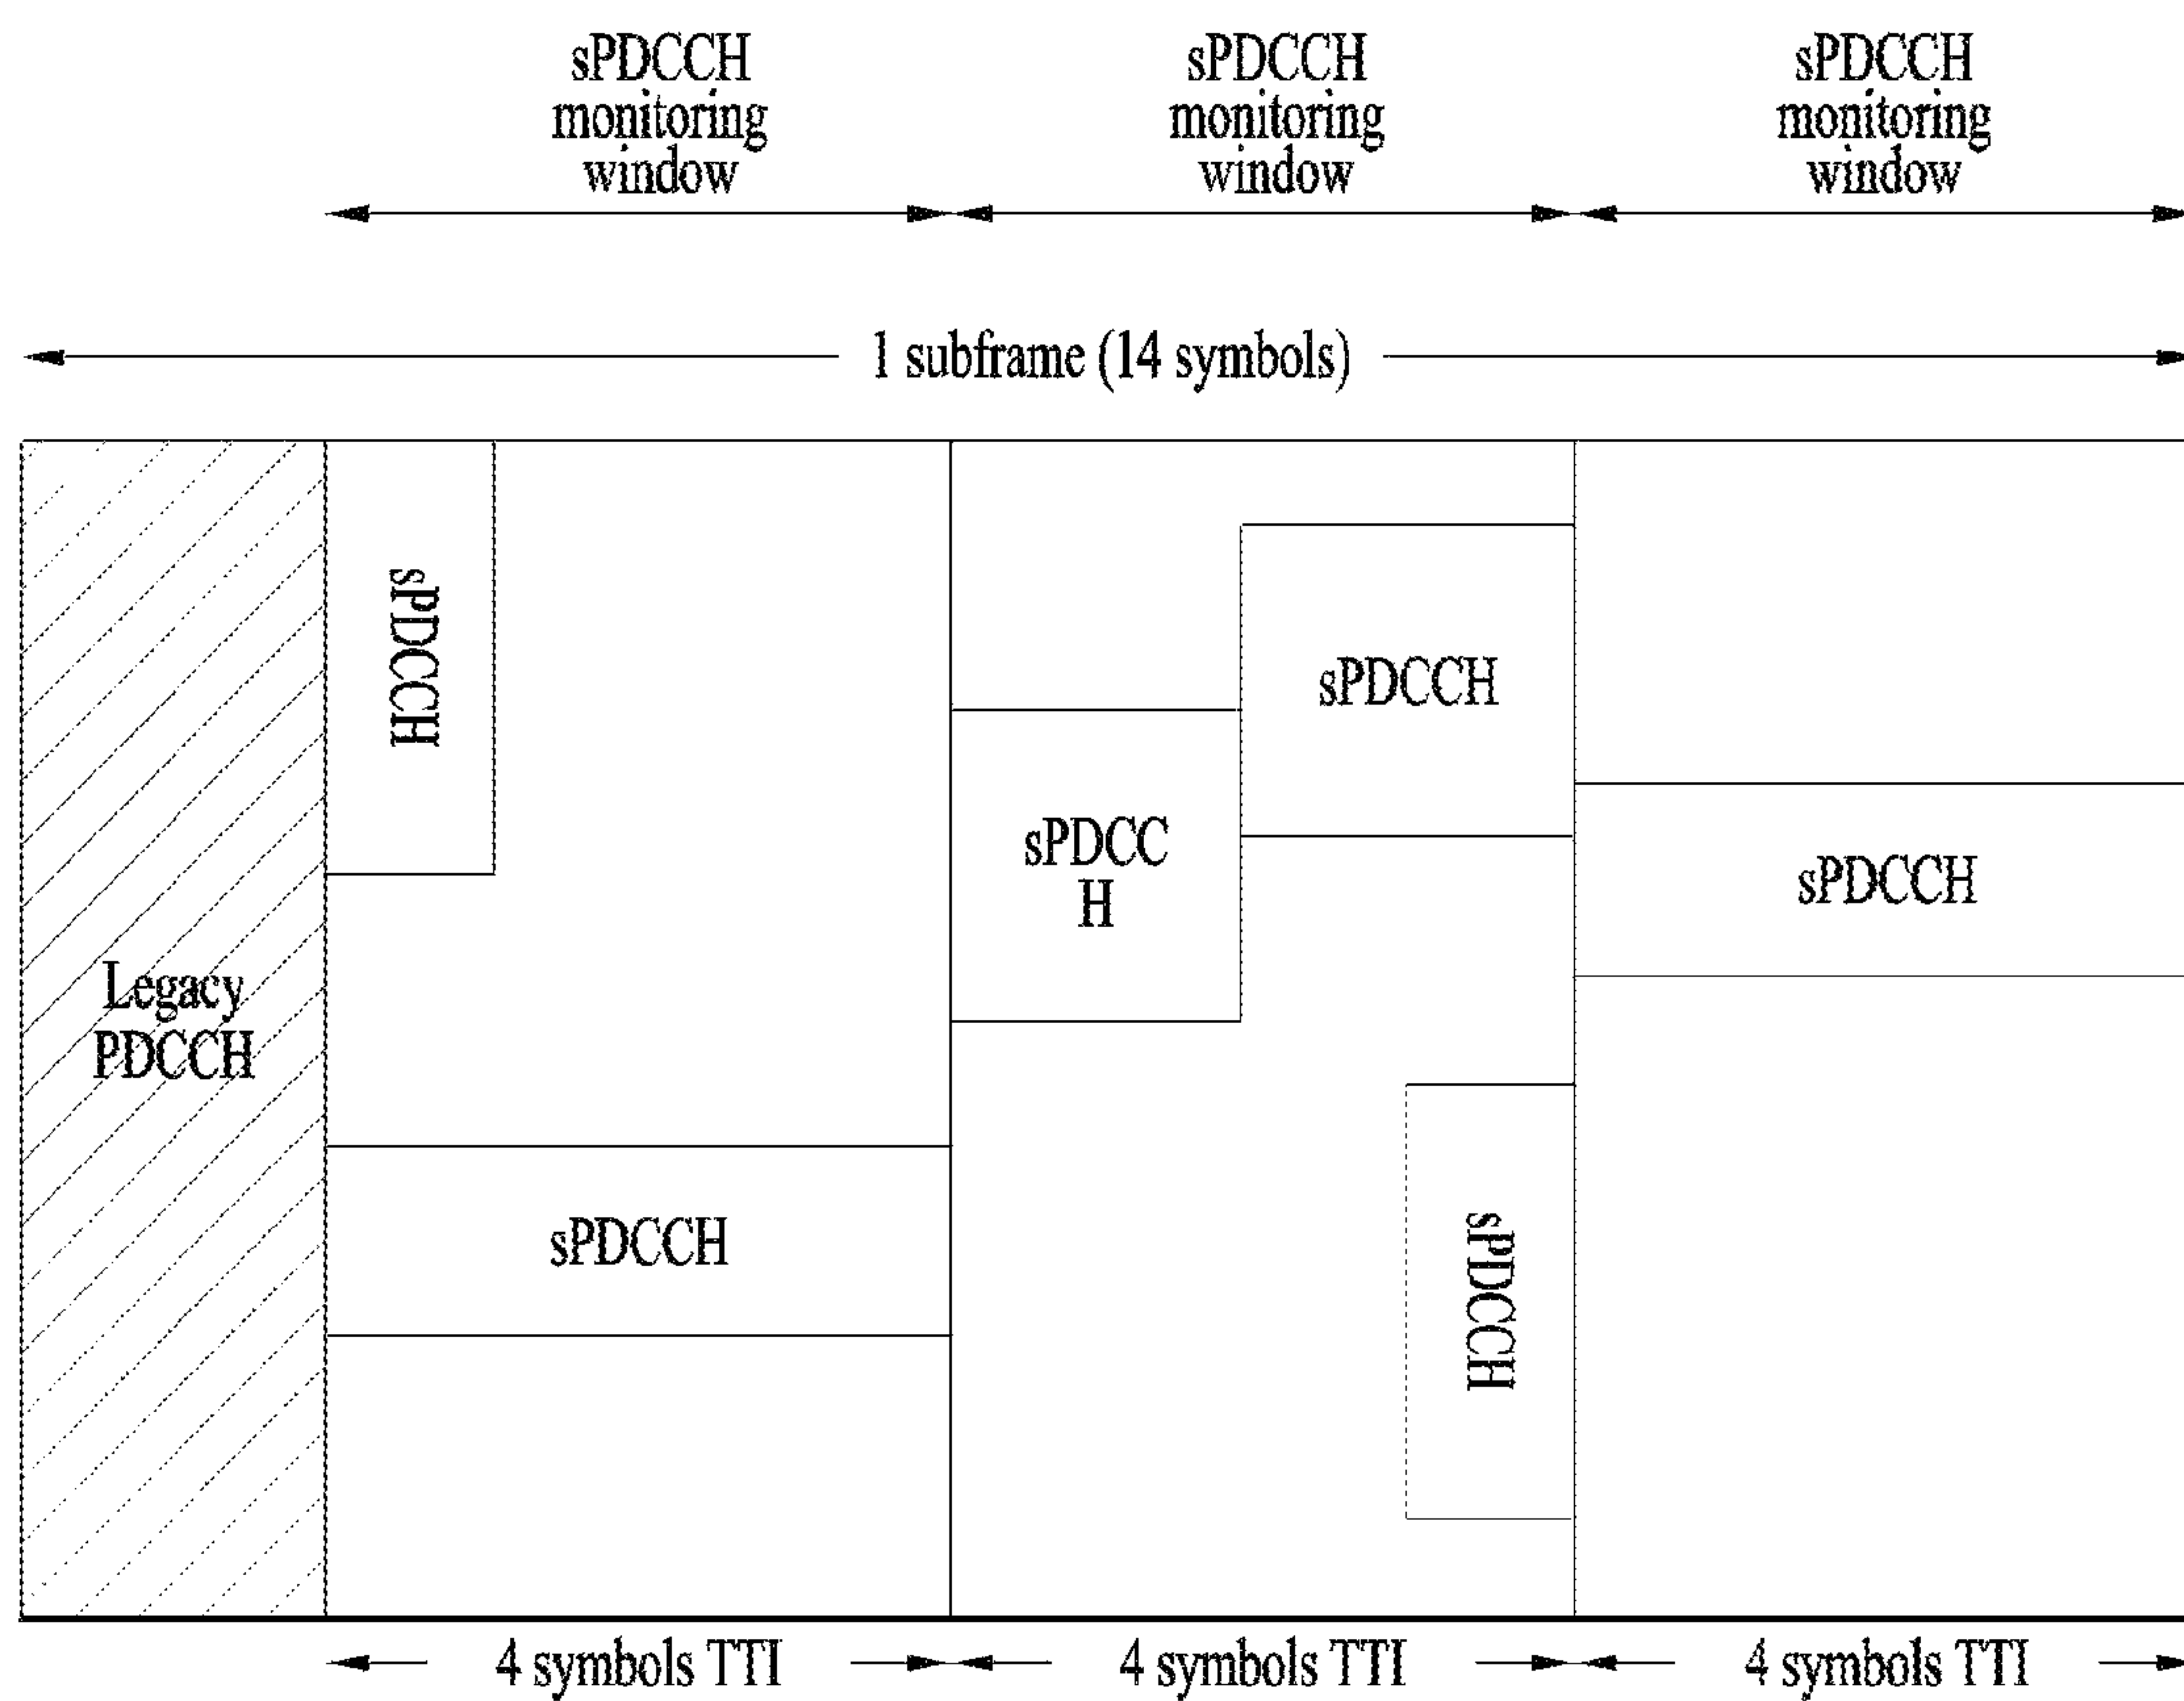 sPDCCH
monitoring
window
sPDCCH
monitoring
window
sPDCCH
monitoring
window
1 subframe (14 symbols)
sPDCCH
sPDCCH
sPDCC
H
sPDCCH
Legacy
PDCCH
sPDCCH
sPDCCH
4 symbols TTI
4 symbols TTI
4 symbols TTI